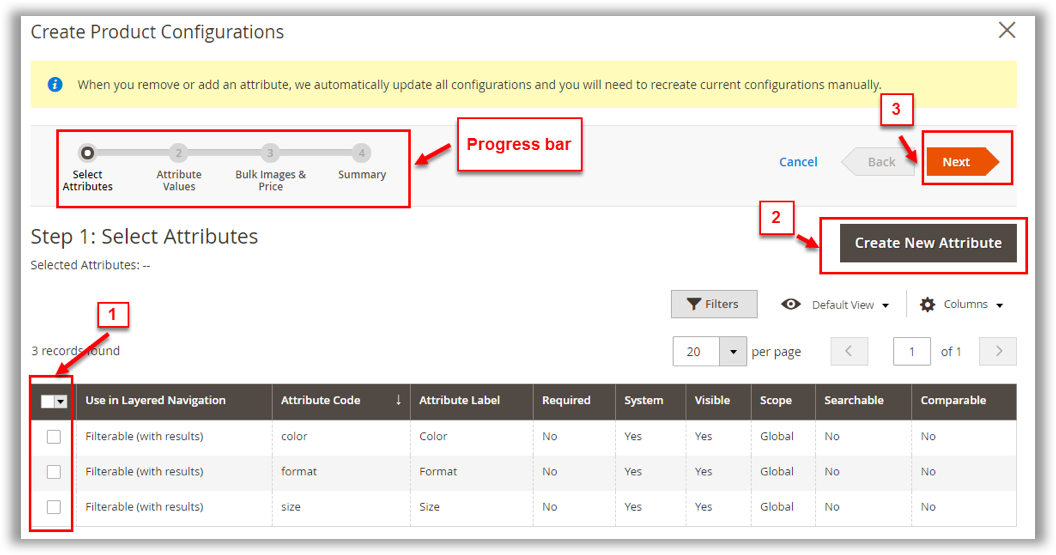 Create Product Configurations
When you remove or add an attribute, we automatically update all configurations and you will need to recreate current configurations manually.
3
Progress bar
2 3 4
Select Attributes
Attribute Values
Bulk Images & Price
Summary
Cancel Back Next
2
Step 1: Select Attributes
Create New Attribute
Selected Attributes: --
1
Filters Default View Columns
3 records found
20 per page 1 of 1
Use in Layered Navigation Attribute Code ↓ Attribute Label Required System Visible Scope Searchable Comparable
Filterable (with results) color Color No Yes Yes Global No No
Filterable (with results) format Format No Yes Yes Global No No
Filterable (with results) size Size No Yes Yes Global No No